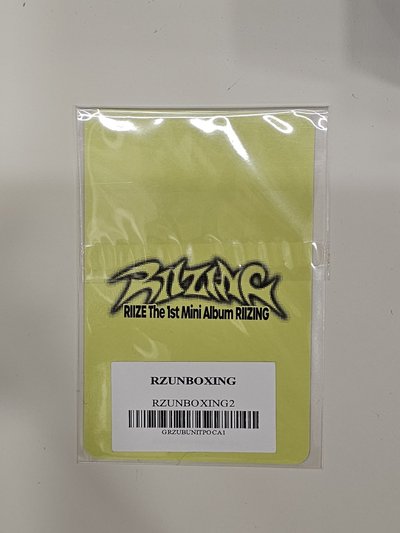 RIIZING
RIIZE The 1st Mini Album RIIZING
RZUNBOXING
RZUNBOXING2
GRZUBUNITPOCA1